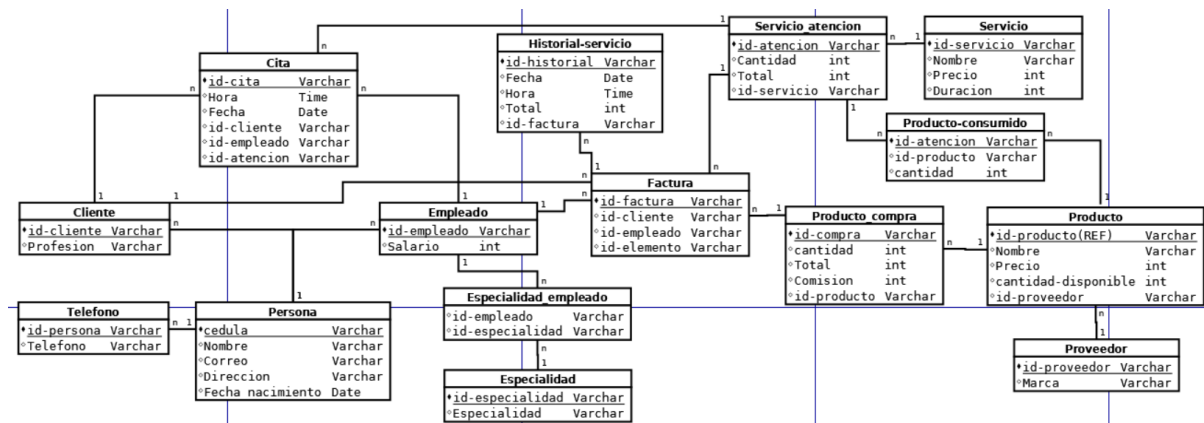 Cita
id-cita Varchar
Hora Time
Fecha Date
id-cliente Varchar
id-empleado Varchar
id-atencion Varchar
n
n
n
Historial-servicio
id-historial Varchar
Fecha Date
Hora Time
Total int
id-factura Varchar
n
1
Servicio_atencion
id-atencion Varchar
Cantidad int
Total int
id-servicio Varchar
1
1
n
1
1
Servicio
id-servicio Varchar
Nombre Varchar
Precio int
Duracion int
Producto-consumido
id-atencion Varchar
id-producto Varchar
cantidad int
n
n
Cliente
id-cliente Varchar
Profesion Varchar
1
1
n
Empleado
id-empleado Varchar
Salario int
1
n
1
1
Factura
id-factura Varchar
id-cliente Varchar
id-empleado Varchar
id-elemento Varchar
n
n
n
n
1
Producto_compra
id-compra Varchar
cantidad int
Total int
Comision int
id-producto Varchar
1
n
Producto
id-producto(REF) Varchar
Nombre Varchar
Precio int
cantidad-disponible int
id-proveedor Varchar
1
1
n
Telefono
id-persona Varchar
Telefono Varchar
n
1
Persona
cedula Varchar
Nombre Varchar
Correo Varchar
Direccion Varchar
Fecha nacimiento Date
1
Especialidad_empleado
id-empleado Varchar
id-especialidad Varchar
n
n
1
Especialidad
id-especialidad Varchar
Especialidad Varchar
1
Proveedor
id-proveedor Varchar
Marca Varchar